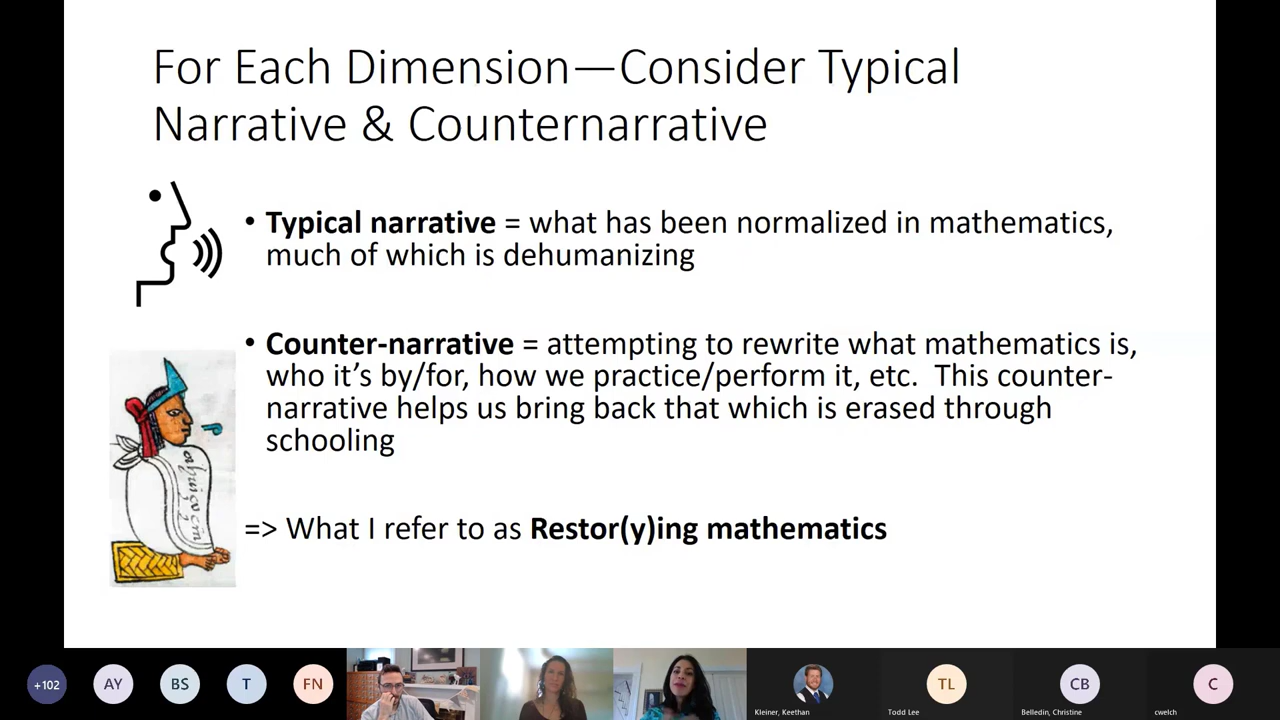 For Each Dimension—Consider Typical
Narrative & Counternarrative
• Typical narrative = what has been normalized in mathematics,
much of which is dehumanizing
• Counter-narrative = attempting to rewrite what mathematics is,
who it's by/for, how we practice/perform it, etc.  This counter-
narrative helps us bring back that which is erased through
schooling
=> What I refer to as Restor(y)ing mathematics
+102
AY
BS
T
FN
Kleiner, Keethan
TL
Todd Lee
CB
Belledin, Christine
C
cwelch